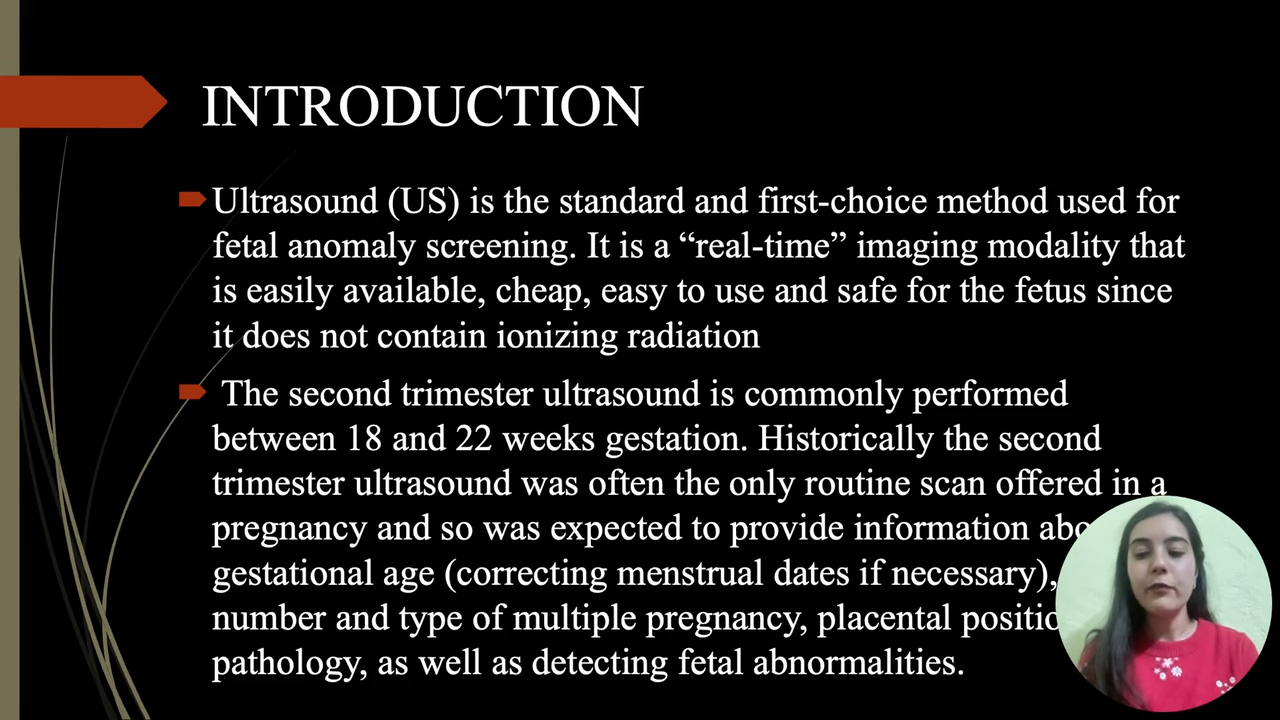 INTRODUCTION
Ultrasound (US) is the standard and first-choice method used for
fetal anomaly screening. It is a “real-time” imaging modality that
is easily available, cheap, easy to use and safe for the fetus since
it does not contain ionizing radiation
The second trimester ultrasound is commonly performed
between 18 and 22 weeks gestation. Historically the second
trimester ultrasound was often the only routine scan offered in a
pregnancy and so was expected to provide information
gestational age (correcting menstrual dates if necessary),
number and type of multiple pregnancy, placental
pathology, as well as detecting fetal abnormalities.